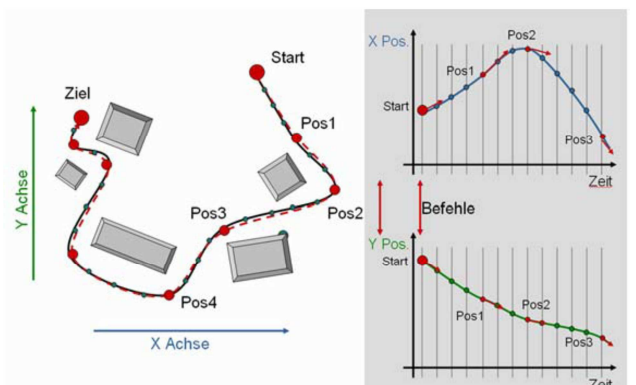 Start
Ziel
Pos1
Pos2
Pos3
Pos4
Y Achse
X Achse
X Pos.
Pos2
Pos1
Start
Pos3
Zeit
Befehle
Y Pos.
Start
Pos1
Pos2
Pos3
Zeit